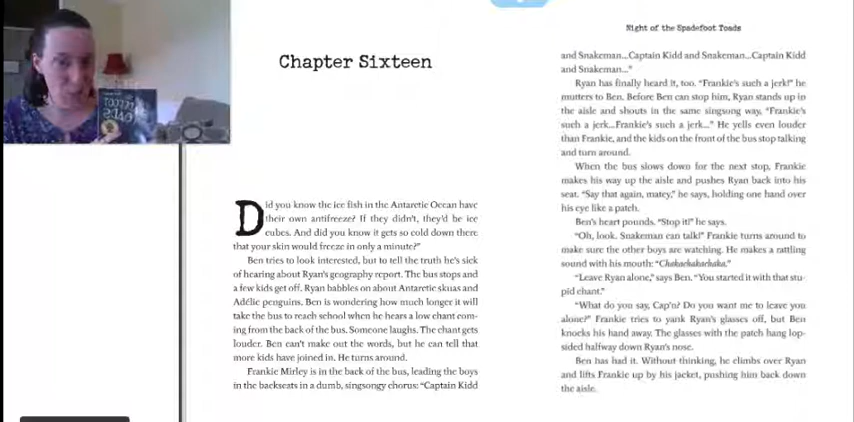 Chapter Sixteen
Did you know the ice fish in the Antarctic Ocean have
their own antifreeze? If they didn't, they'd be ice
cubes. And did you know it gets so cold down there
that your skin would freeze in only a minute?"
Ben tries to look interested, but to tell the truth he's sick
of hearing about Ryan's geography report. The bus stops and
a few kids get off. Ryan babbles on about Antarctic skuas and
Adélie penguins. Ben is wondering how much longer it will
take the bus to reach school when he hears a low chant com-
ing from the back of the bus. Someone laughs. The chant gets
louder. Ben can't make out the words, but he can tell that
more kids have joined in. He turns around.
Frankie Mirley is in the back of the bus, leading the boys
in the backseats in a dumb, singsongy chorus: "Captain Kidd
Night of the Spadefoot Toads
and Snakeman...Captain Kidd and Snakeman...Captain Kidd
and Snakeman..."
Ryan has finally heard it, too. "Frankie's such a jerk!" he
mutters to Ben. Before Ben can stop him, Ryan stands up in
the aisle and shouts in the same singsong way, "Frankie's
such a jerk...Frankie's such a jerk..." He yells even louder
than Frankie, and the kids on the front of the bus stop talking
and turn around.
When the bus slows down for the next stop, Frankie
makes his way up the aisle and pushes Ryan back into his
seat. "Say that again, matey," he says, holding one hand over
his eye like a patch.
Ben's heart pounds. "Stop it!" he says.
"Oh, look. Snakeman can talk!" Frankie turns around to
make sure the other boys are watching. He makes a rattling
sound with his mouth: "Chakachakachaka."
"Leave Ryan alone," says Ben. "You started it with that stu-
pid chant."
"What do you say, Cap'n? Do you want me to leave you
alone?" Frankie tries to yank Ryan's glasses off, but Ben
knocks his hand away. The glasses with the patch hang lop-
sided halfway down Ryan's nose.
Ben has had it. Without thinking, he climbs over Ryan
and lifts Frankie up by his jacket, pushing him back down
the aisle.